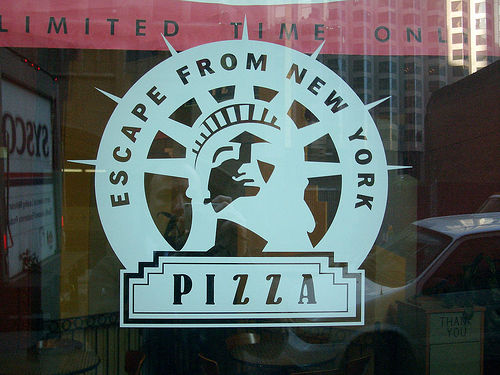 LIMITED TIME ONL
ESCAPE FROM NEW YORK
PIZZA
SYSCO
THANK
YOU